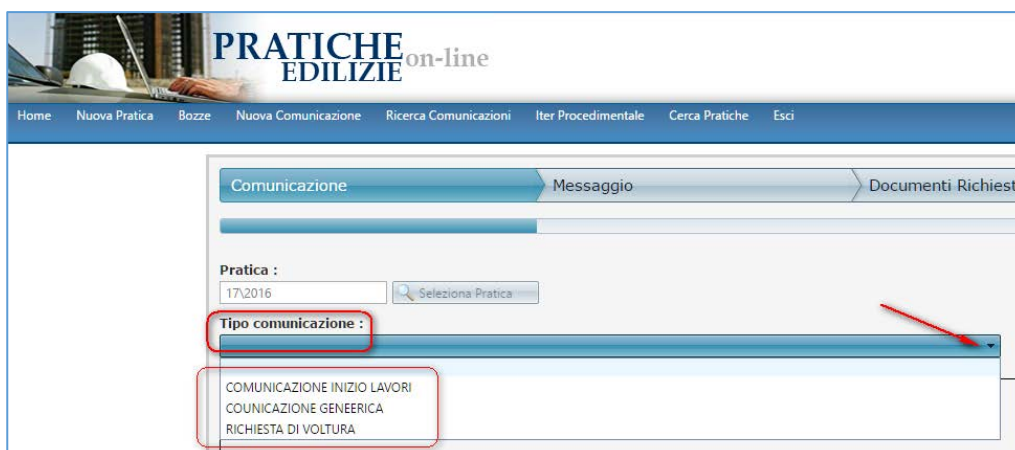 PRATICHE
EDILIZIE on-line
Home Nuova Pratica Bozze Nuova Comunicazione Ricerca Comunicazioni Iter Procedimentale Cerca Pratiche Esci
Comunicazione Messaggio Documenti Richiest
Pratica :
17\2016 Seleziona Pratica
Tipo comunicazione :
COMUNICAZIONE INIZIO LAVORI
COUNICAZIONE GENEERICA
RICHIESTA DI VOLTURA